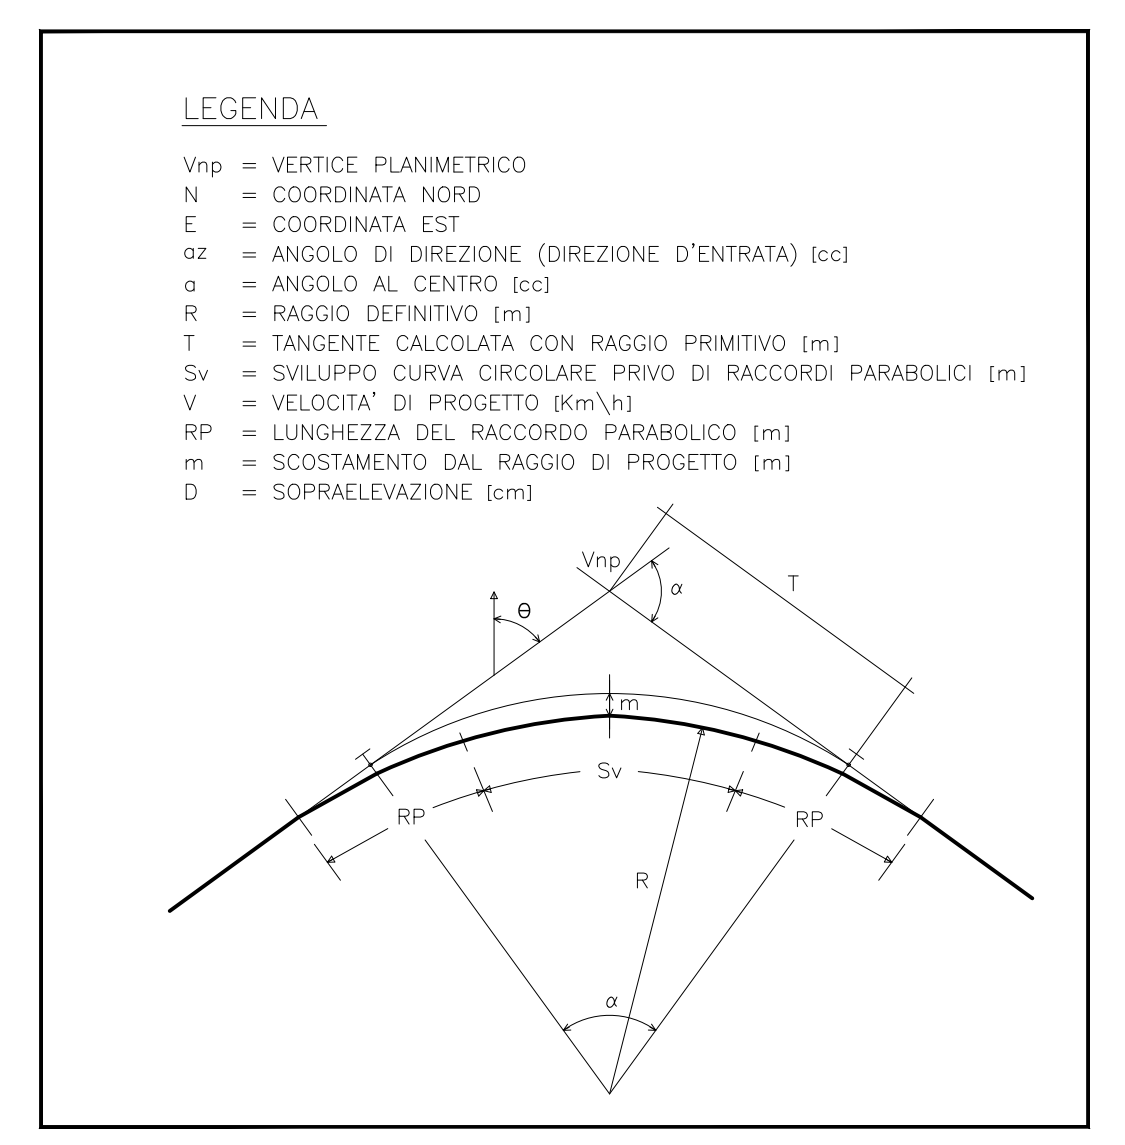 LEGENDA
Vnp = VERTICE PLANIMETRICO
N = COORDINATA NORD
E = COORDINATA EST
az = ANGOLO DI DIREZIONE (DIREZIONE D'ENTRATA) [cc]
a = ANGOLO AL CENTRO [cc]
R = RAGGIO DEFINITIVO [m]
T = TANGENTE CALCOLATA CON RAGGIO PRIMITIVO [m]
Sv = SVILUPPO CURVA CIRCOLARE PRIVO DI RACCORDI PARABOLICI [m]
V = VELOCITA' DI PROGETTO [Km\h]
RP = LUNGHEZZA DEL RACCORDO PARABOLICO [m]
m = SCOSTAMENTO DAL RAGGIO DI PROGETTO [m]
D = SOPRAELEVAZIONE [cm]
Vnp
T
α
θ
m
Sv
RP
RP
R
α